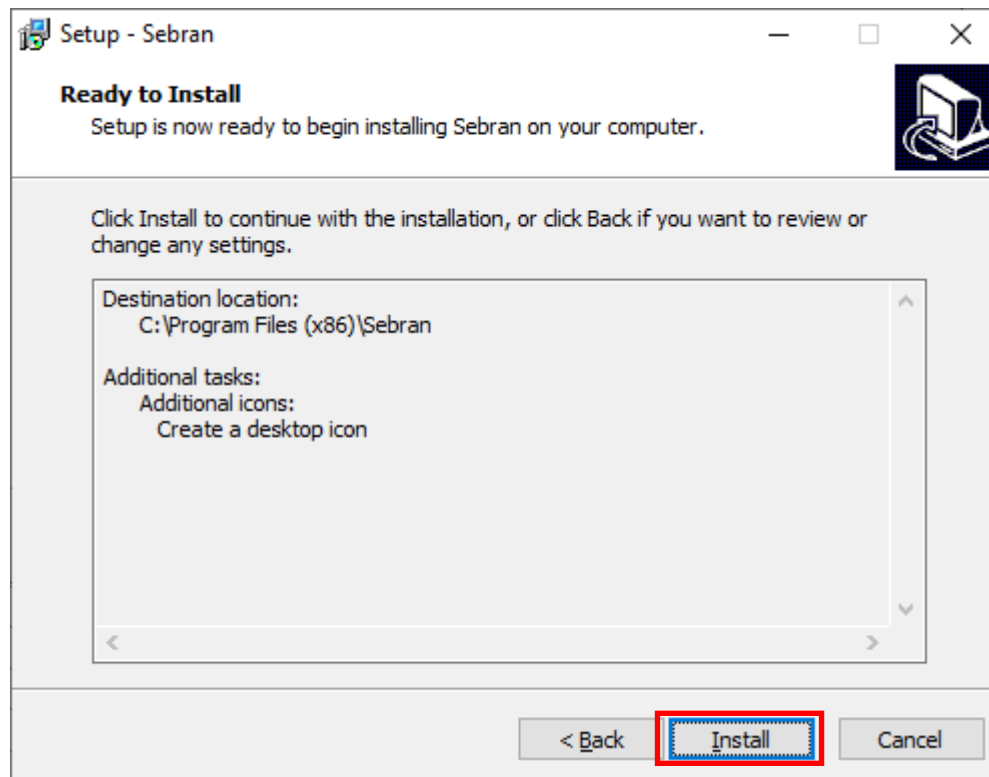 Setup - Sebran
Ready to Install
Setup is now ready to begin installing Sebran on your computer.
Click Install to continue with the installation, or click Back if you want to review or
change any settings.
Destination location:
C:\Program Files (x86)\Sebran
Additional tasks:
Additional icons:
Create a desktop icon
< Back
Install
Cancel